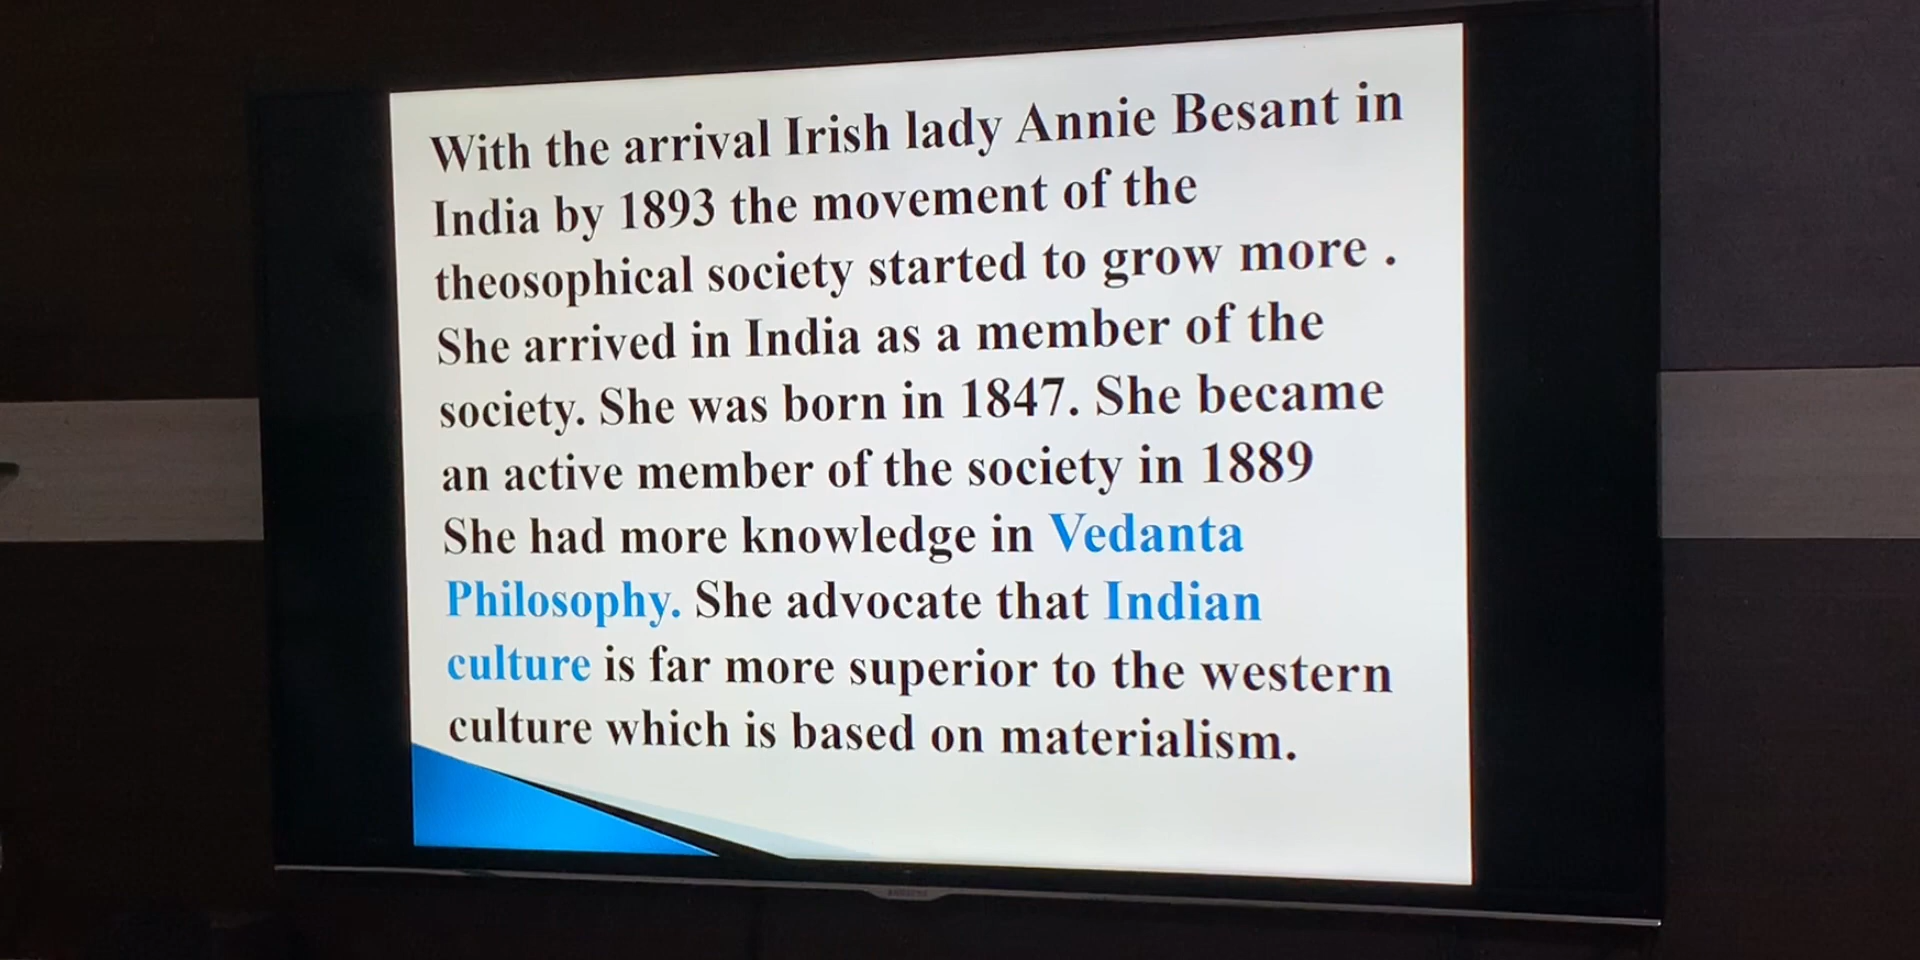 With the arrival Irish lady Annie Besant in
India by 1893 the movement of the
theosophical society started to grow more .
She arrived in India as a member of the
society. She was born in 1847. She became
an active member of the society in 1889
She had more knowledge in Vedanta
Philosophy. She advocate that Indian
culture is far more superior to the western
culture which is based on materialism.